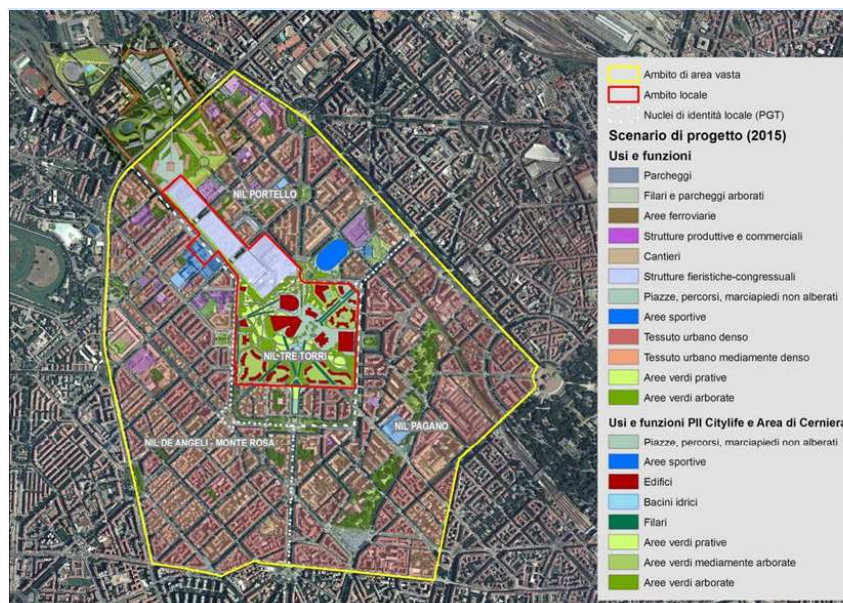 Ambito di area vasta
Ambito locale
Nuclei di identità locale (PGT)
Scenario di progetto (2015)
Usi e funzioni
Parcheggi
Filari e parcheggi arborati
Aree ferroviarie
Strutture produttive e commerciali
Cantieri
Strutture fieristiche-congressuali
Piazze, percorsi, marciapiedi non alberati
Aree sportive
Tessuto urbano denso
Tessuto urbano mediamente denso
Aree verdi prative
Aree verdi arborate
Usi e funzioni PII Citylife e Area di Cerniera
Piazze, percorsi, marciapiedi non alberati
Aree sportive
Edifici
Bacini idrici
Filari
Aree verdi prative
Aree verdi mediamente arborate
Aree verdi arborate
NIL PORTELLO
NIL TRE TORRI
NIL PAGANO
NIL DE ANGELI - MONTE ROSA